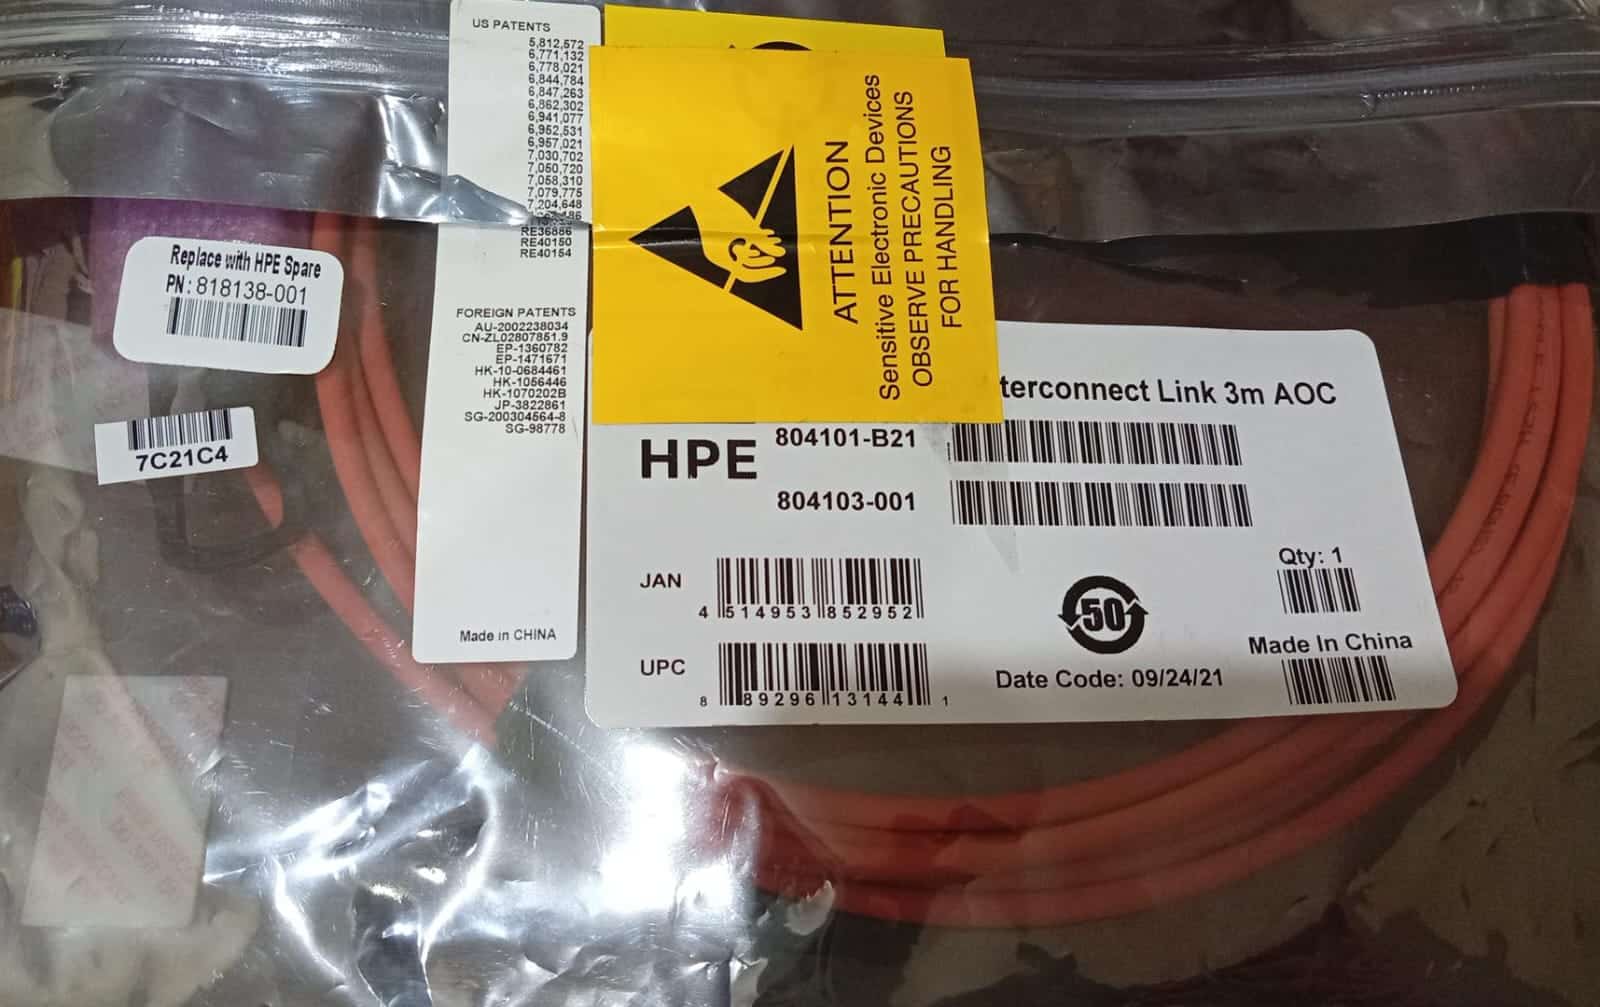 US PATENTS
5,812,572
6,771,132
6,778,021
6,844,784
6,847,263
6,862,302
6,941,077
6,952,531
6,957,021
7,030,702
7,050,720
7,058,310
7,079,775
7,204,648
RE36886
RE40150
RE40154
FOREIGN PATENTS
AU-2002238034
CN-ZL02807851.9
EP-1360782
EP-1471671
HK-10-0684461
HK-1056446
HK-1070202B
JP-3822861
SG-200304564-8
SG-98778
Made in CHINA
ATTENTION
Sensitive Electronic Devices
OBSERVE PRECAUTIONS
FOR HANDLING
Replace with HPE Spare
PN: 818138-001
7C21C4
terconnect Link 3m AOC
HPE
804101-B21
804103-001
JAN
4 514953 852952
UPC
8 89296 13144 1
50
Qty: 1
Made In China
Date Code: 09/24/21